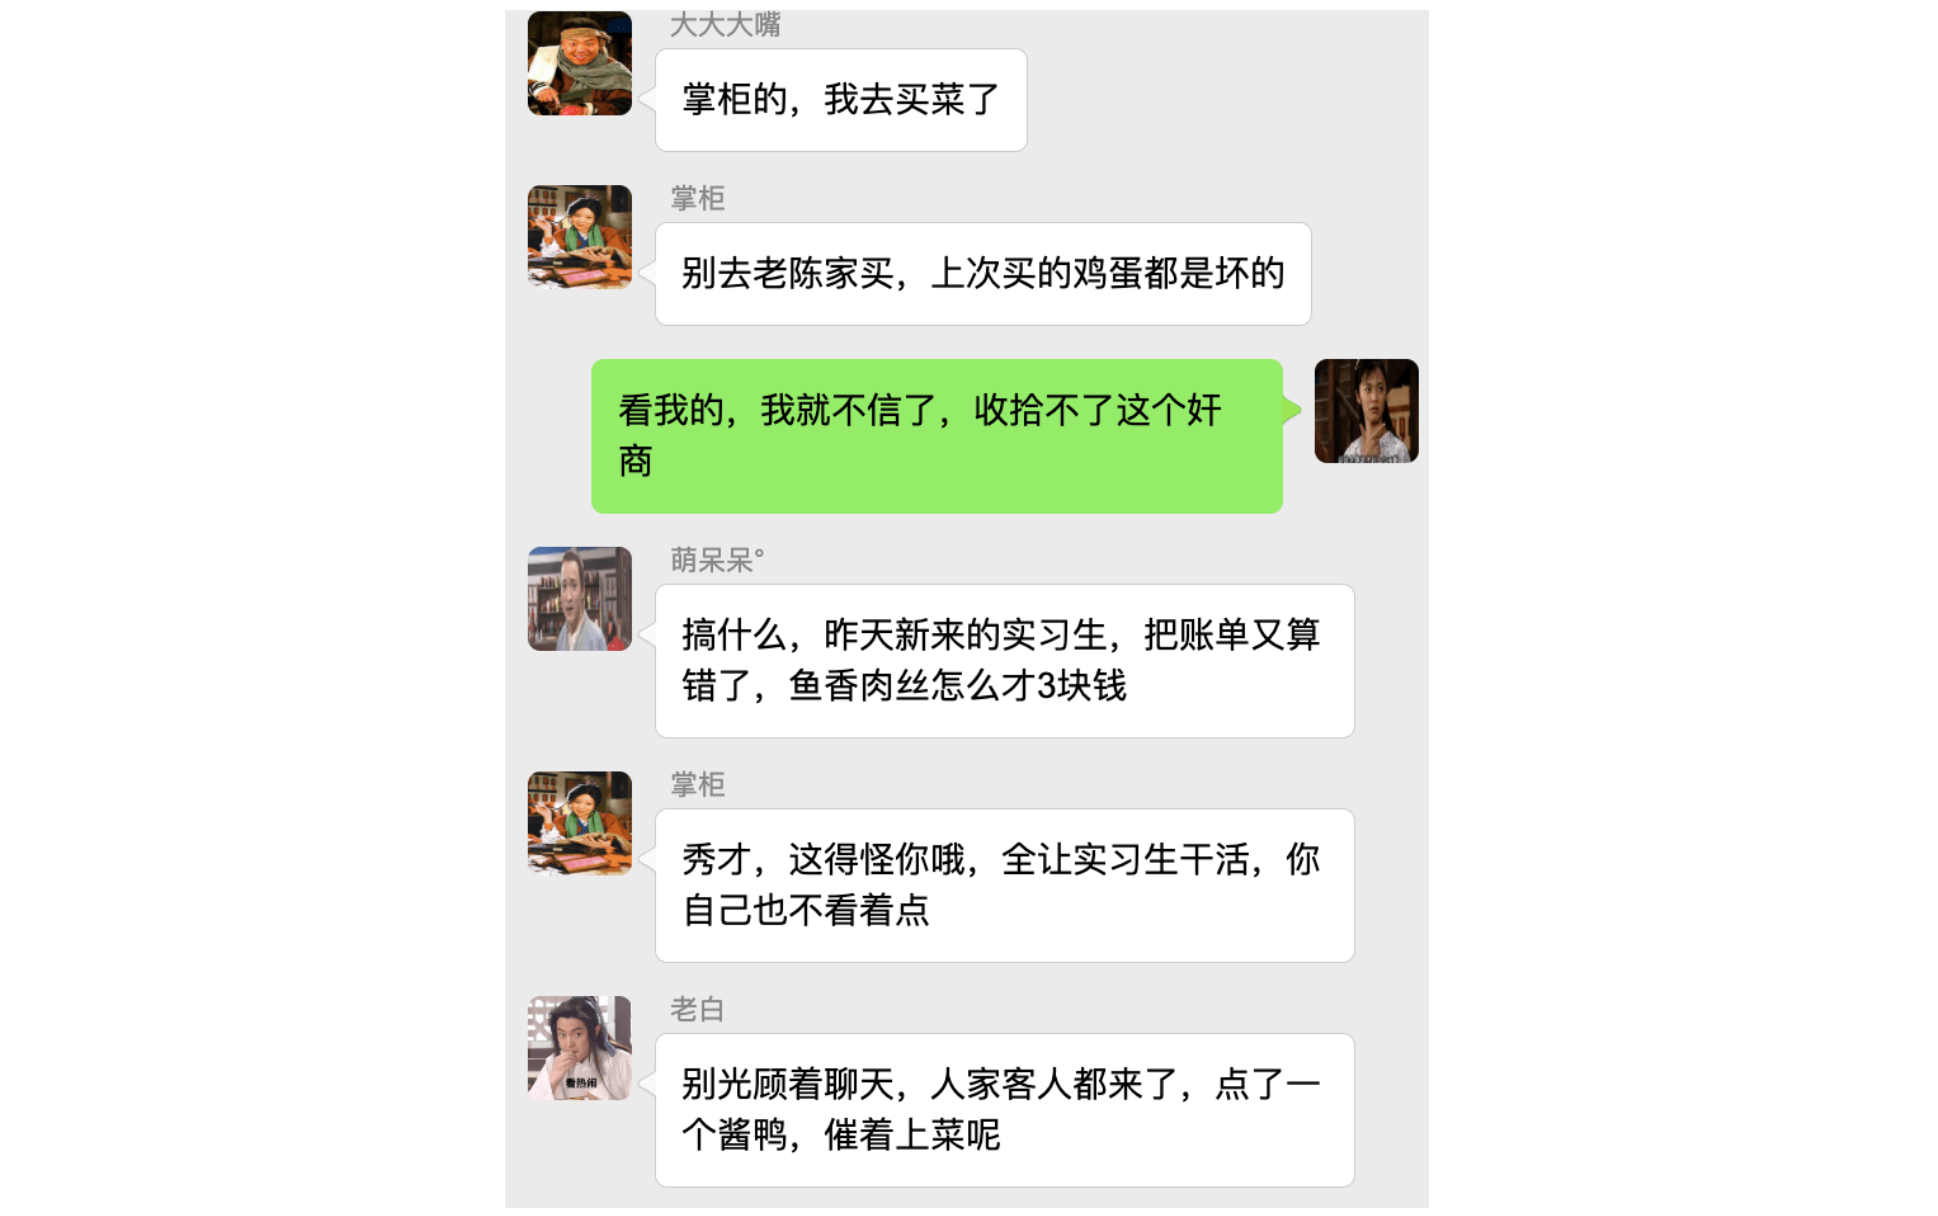 大大大嘴
掌柜的，我去买菜了
掌柜
别去老陈家买，上次买的鸡蛋都是坏的
看我的，我就不信了，收拾不了这个奸
商
萌呆呆°
搞什么，昨天新来的实习生，把账单又算
错了，鱼香肉丝怎么才3块钱
掌柜
秀才，这得怪你哦，全让实习生干活，你
自己也不看着点
老白
看热闹
别光顾着聊天，人家客人都来了，点了一
个酱鸭，催着上菜呢